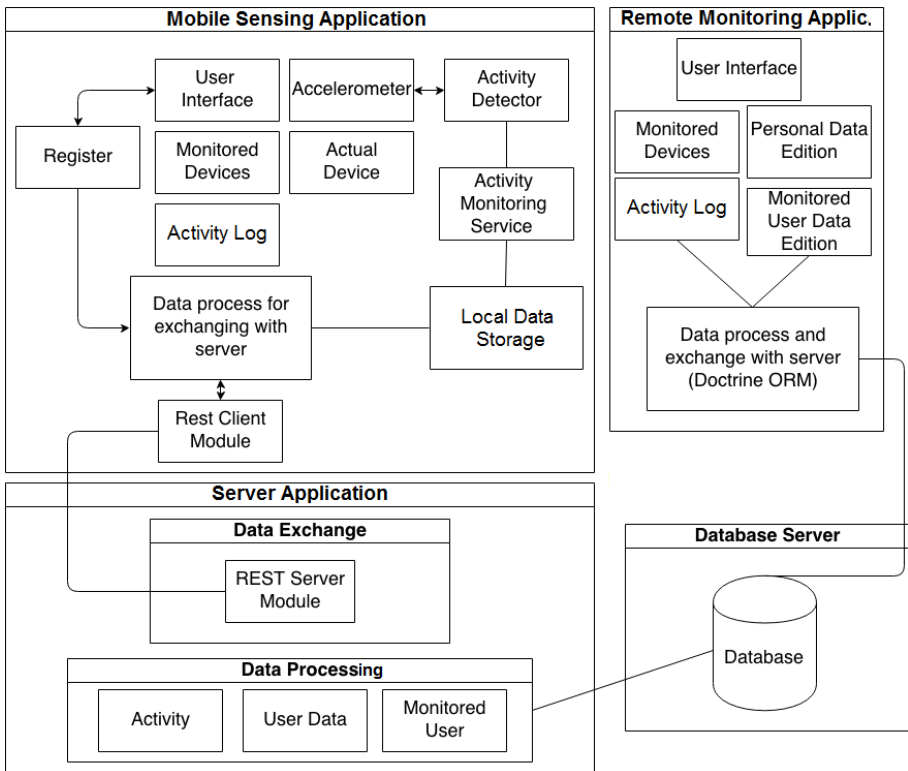 Mobile Sensing Application
User
Interface
Accelerometer
Activity
Detector
Register
Monitored
Devices
Actual
Device
Activity
Monitoring
Service
Activity Log
Data process for
exchanging with
server
Local Data
Storage
Rest Client
Module
Remote Monitoring Applic.
User Interface
Monitored
Devices
Personal Data
Edition
Activity Log
Monitored
User Data
Edition
Data process and
exchange with server
(Doctrine ORM)
Server Application
Data Exchange
REST Server
Module
Data Processing
Activity
User Data
Monitored
User
Database Server
Database